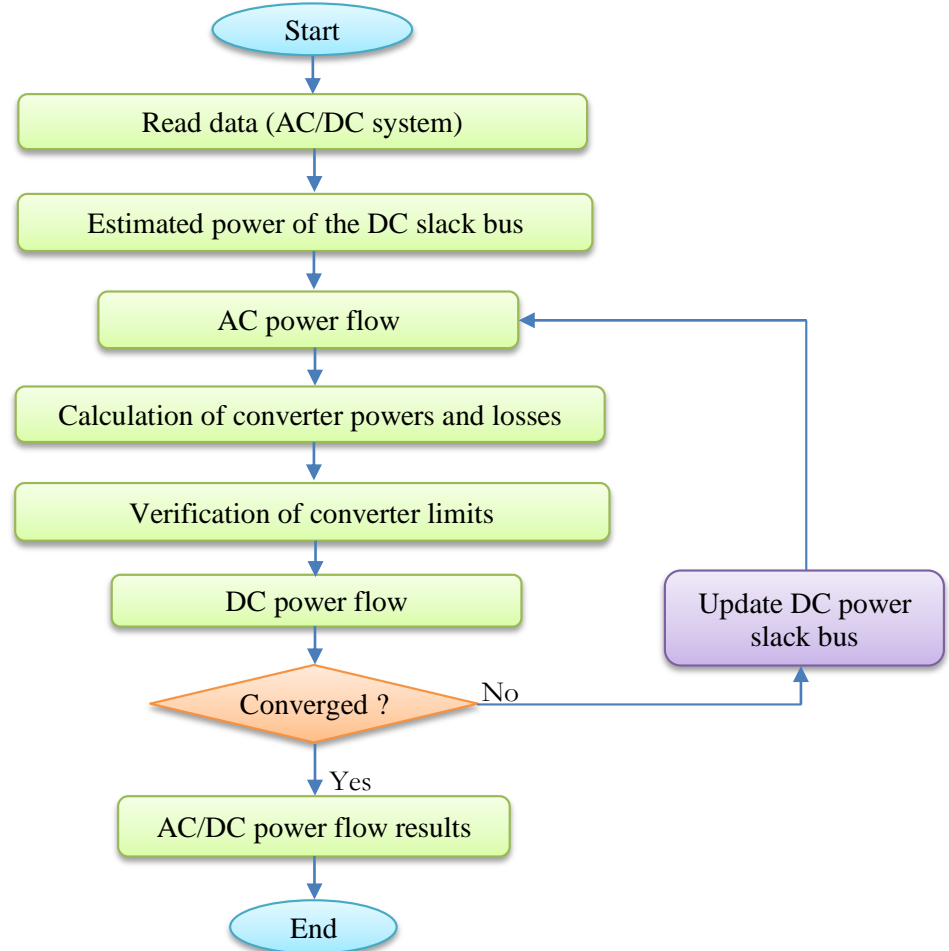 Start
Read data (AC/DC system)
Estimated power of the DC slack bus
AC power flow
Calculation of converter powers and losses
Verification of converter limits
DC power flow
Update DC power
slack bus
Converged ?
No
Yes
AC/DC power flow results
End